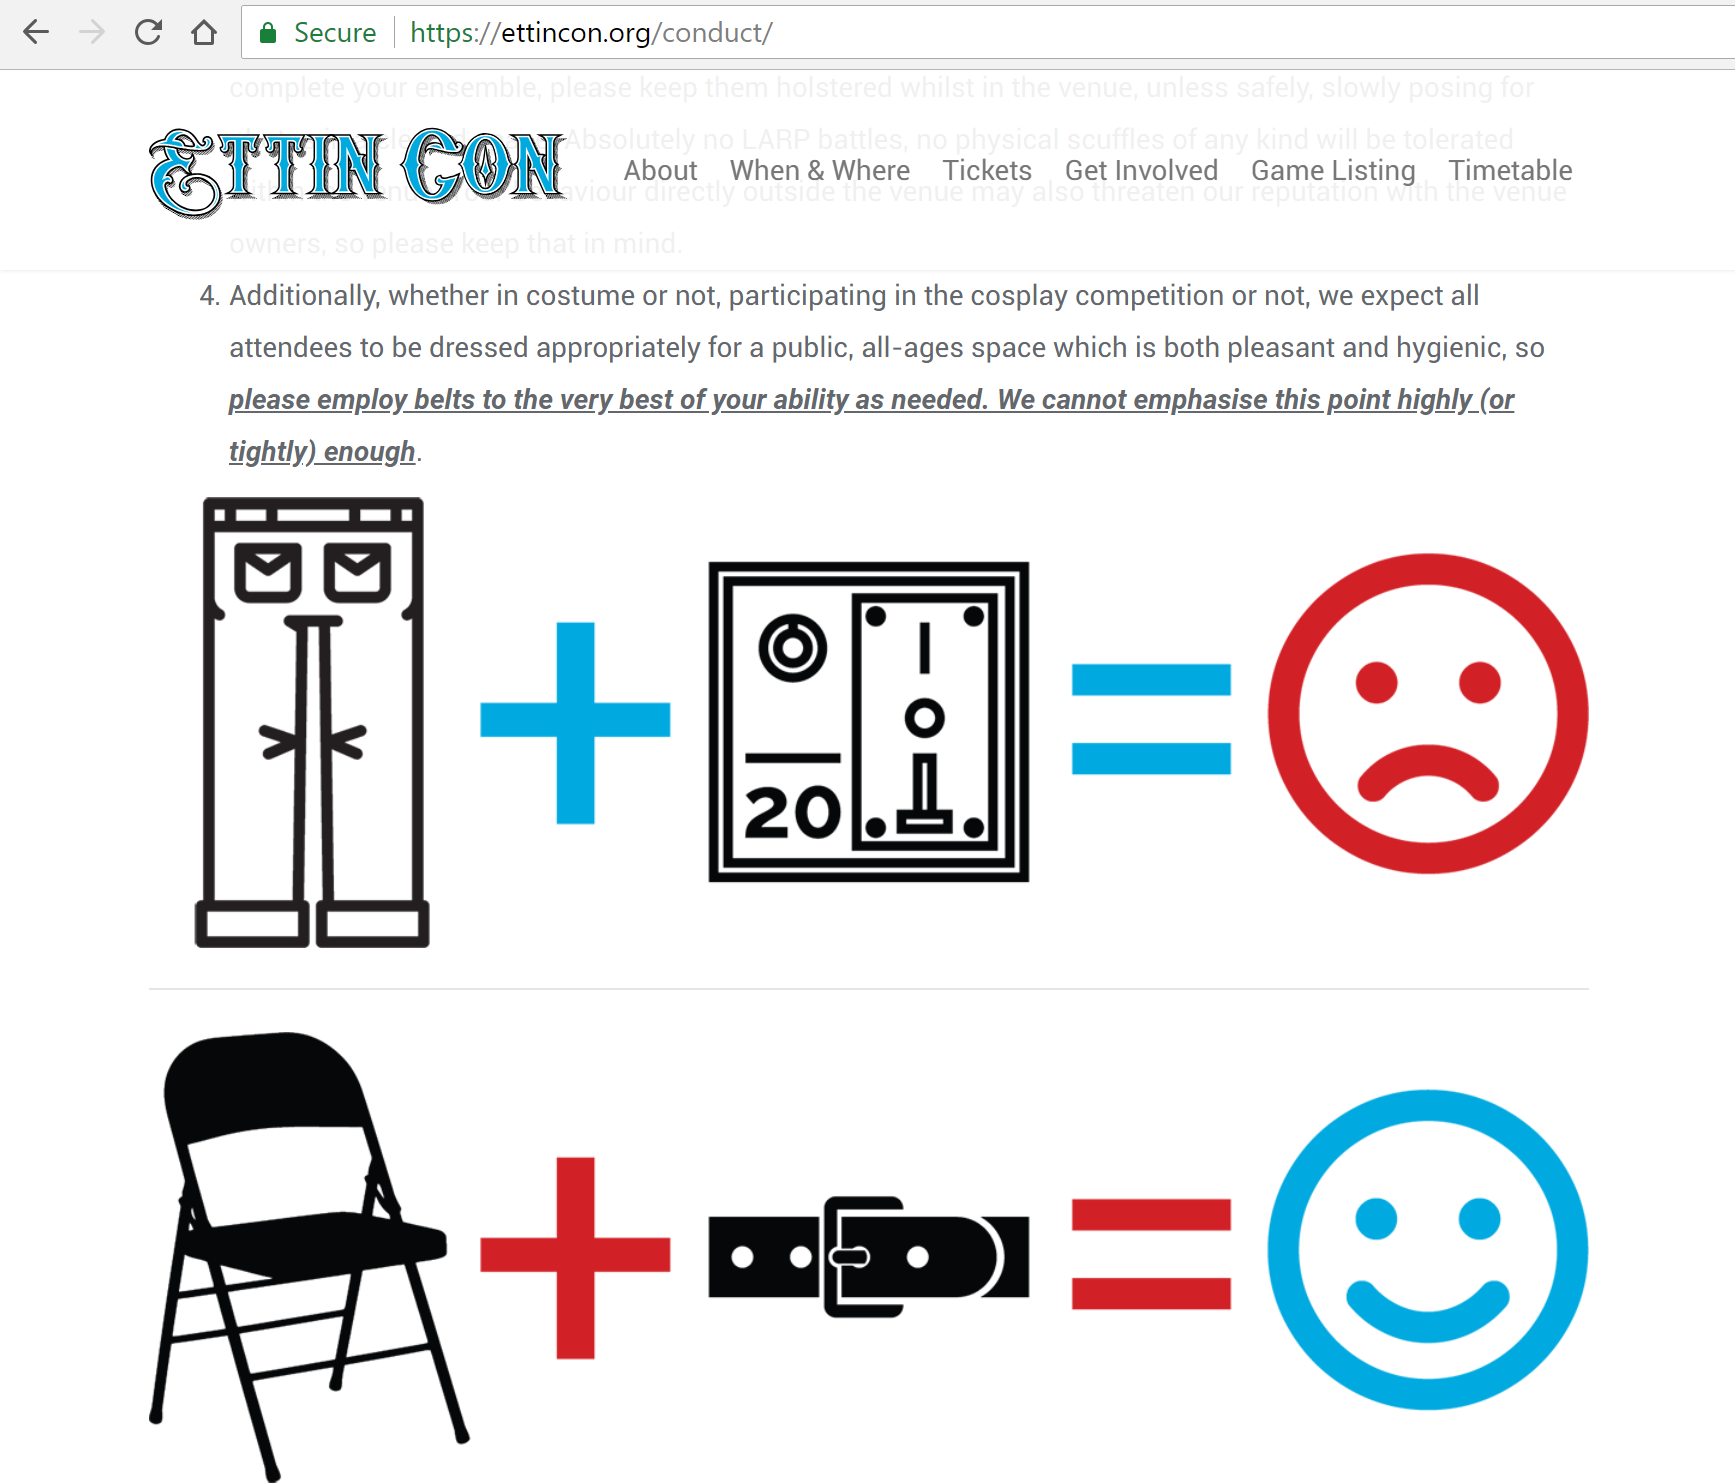 Secure
https://ettincon.org/conduct/
complete your ensemble, please keep them holstered whilst in the venue, unless safely, slowly posing for
Absolutely no LARP battles, no physical scuffles of any kind will be tolerated
ETTIN CON
About When & Where Tickets Get Involved Game Listing Timetable
directly outside the venue may also threaten our reputation with the venue
owners, so please keep that in mind.
4. Additionally, whether in costume or not, participating in the cosplay competition or not, we expect all
attendees to be dressed appropriately for a public, all-ages space which is both pleasant and hygienic, so
please employ belts to the very best of your ability as needed. We cannot emphasise this point highly (or
tightly) enough.
20